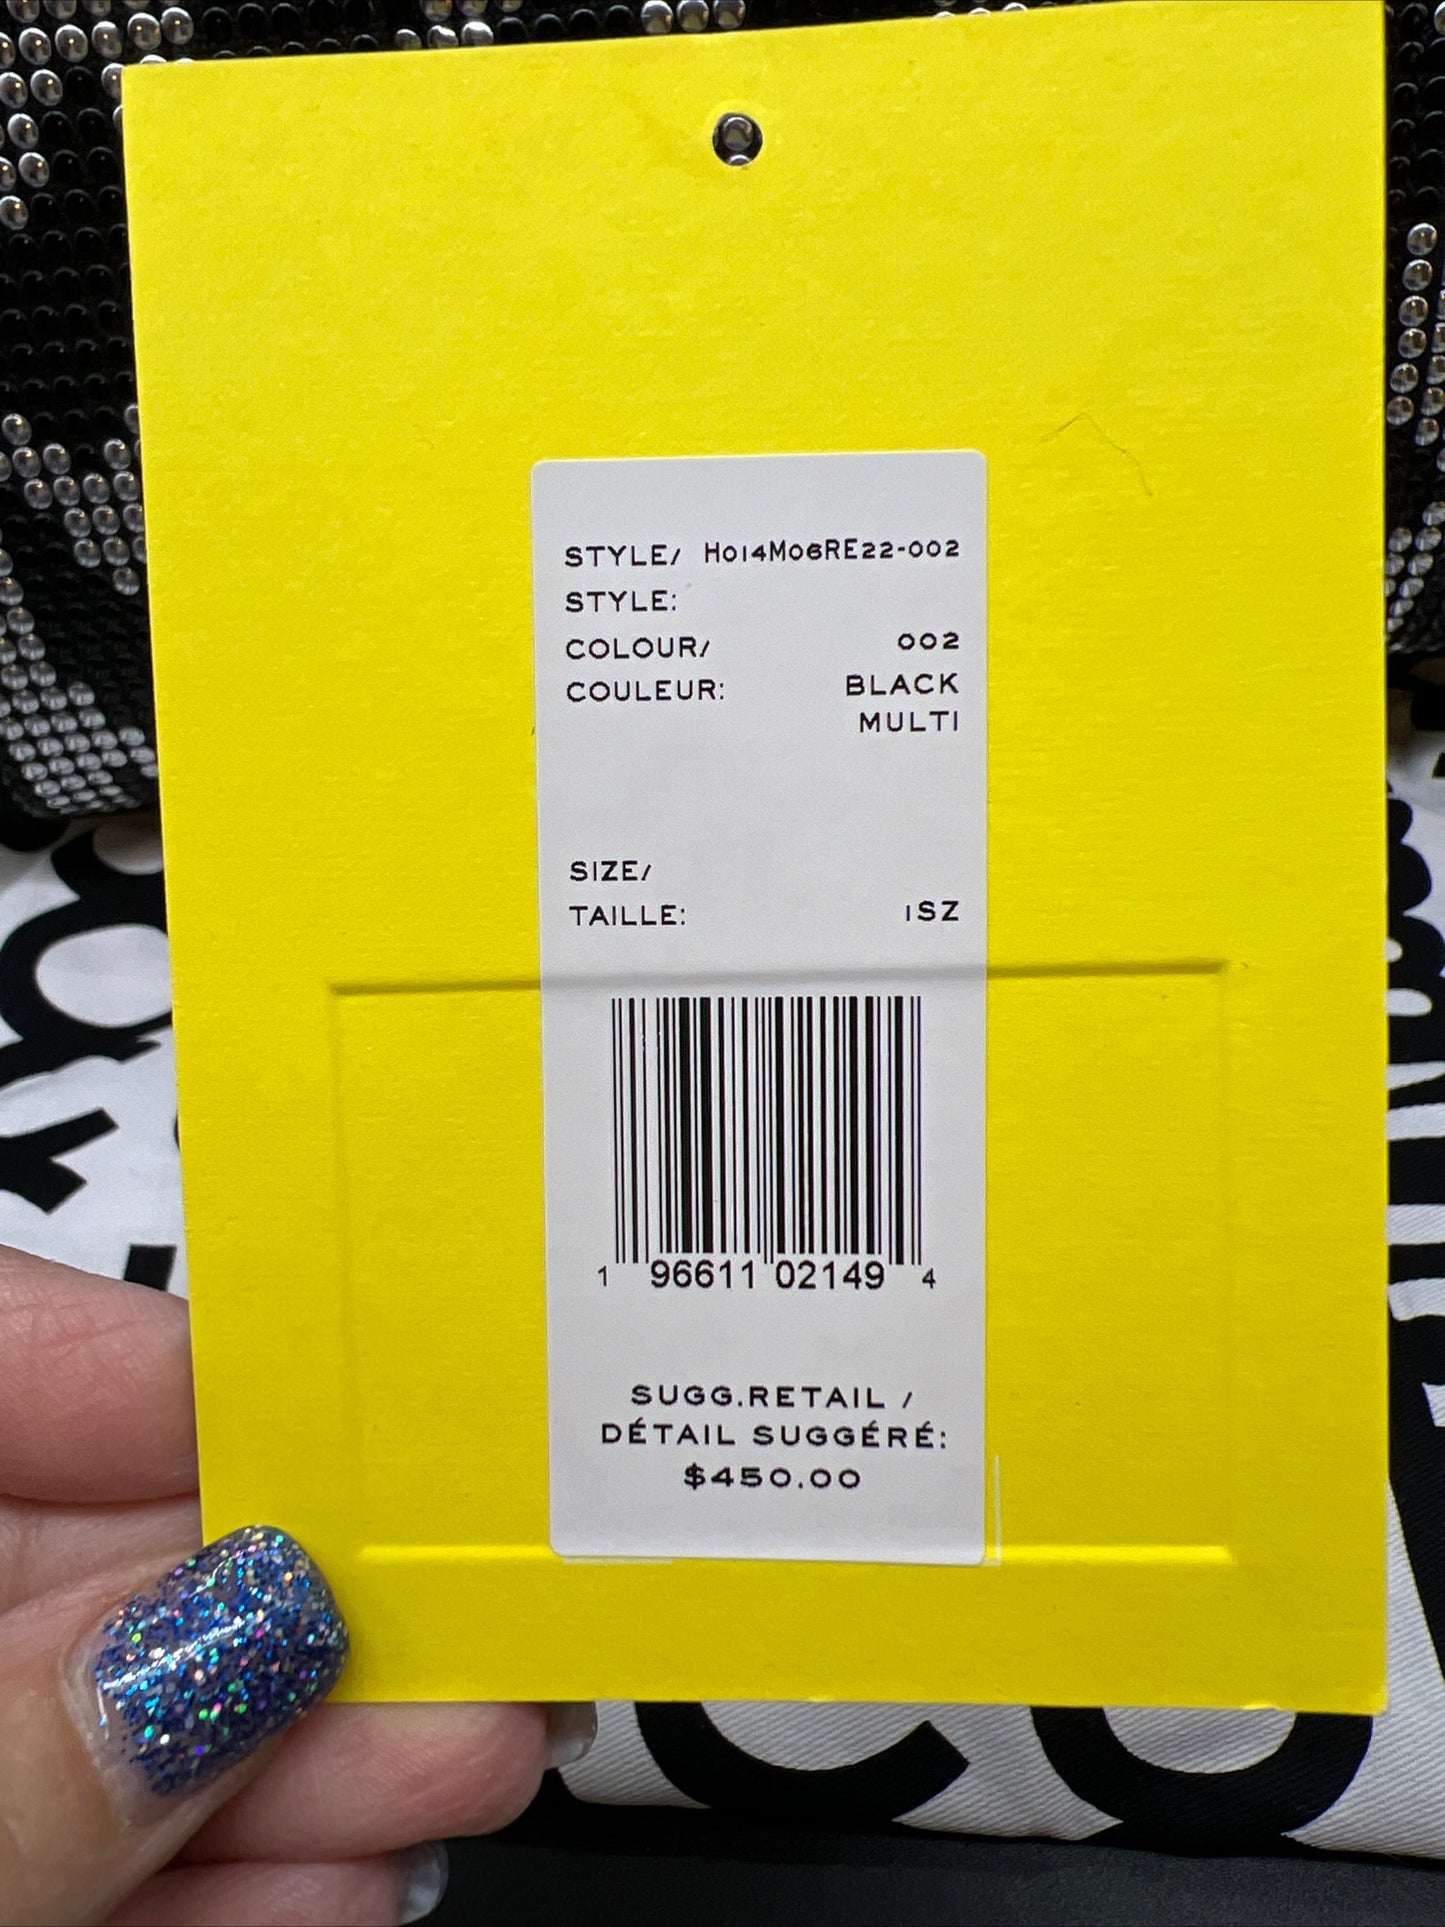 STYLE/ H014M06RE22-002
STYLE:
COLOUR/ 002
COULEUR: BLACK
MULTI
SIZE/
TAILLE: 1SZ
1 96611 02149 4
SUGG.RETAIL /
DÉTAIL SUGGÉRÉ:
$450.00